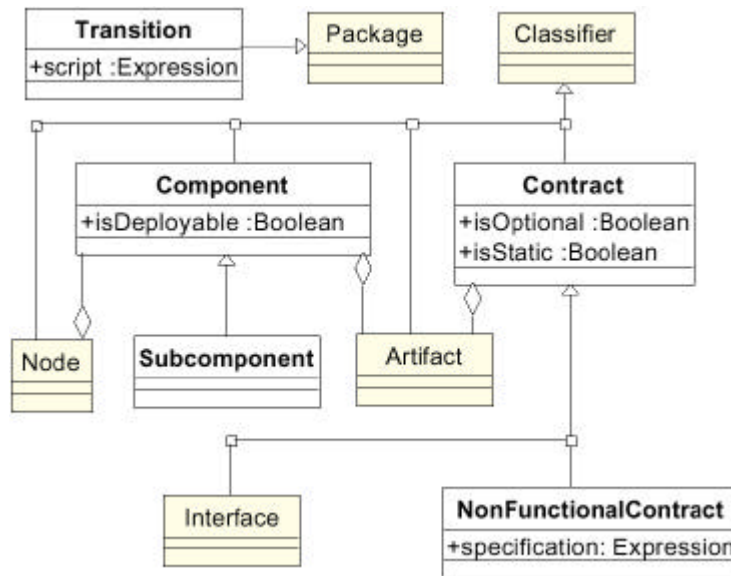 Transition
+script :Expression
Package
Classifier
Component
+isDeployable :Boolean
Contract
+isOptional :Boolean
+isStatic :Boolean
Node
Subcomponent
Artifact
Interface
NonFunctionalContract
+specification: Expression